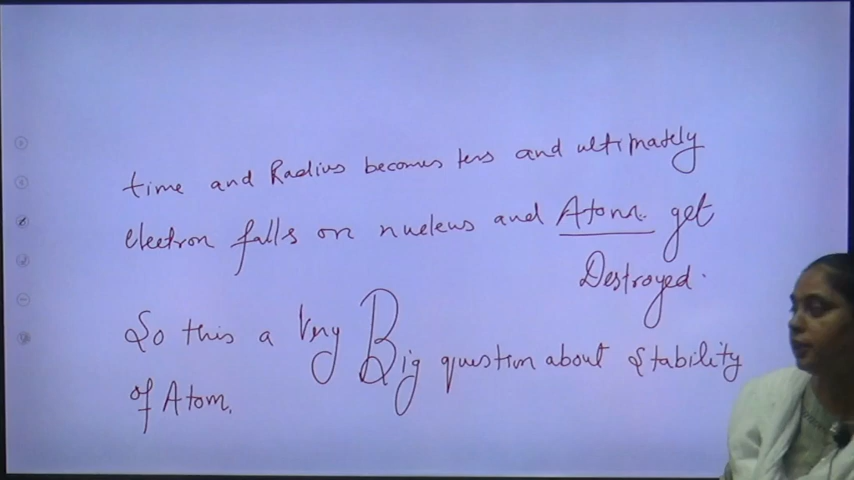 time and Radius becomes less and ultimately
electron falls on nucleus and Atom get
Destroyed.
So this a Very Big question about Stability
of Atom.